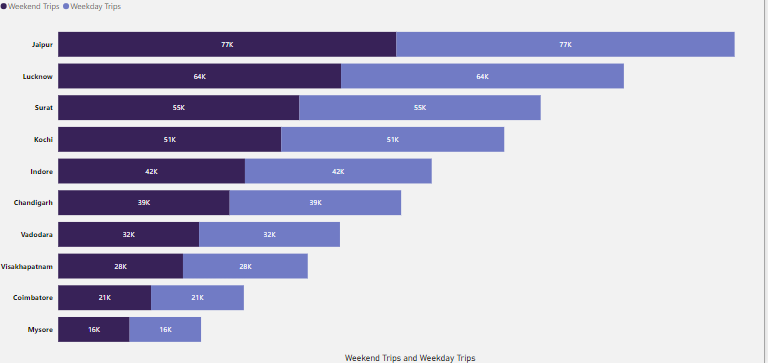 Weekend Trips Weekday Trips
Jaipur 77K 77K
Lucknow 64K 64K
Surat 55K 55K
Kochi 51K 51K
Indore 42K 42K
Chandigarh 39K 39K
Vadodara 32K 32K
Visakhapatnam 28K 28K
Coimbatore 21K 21K
Mysore 16K 16K
Weekend Trips and Weekday Trips